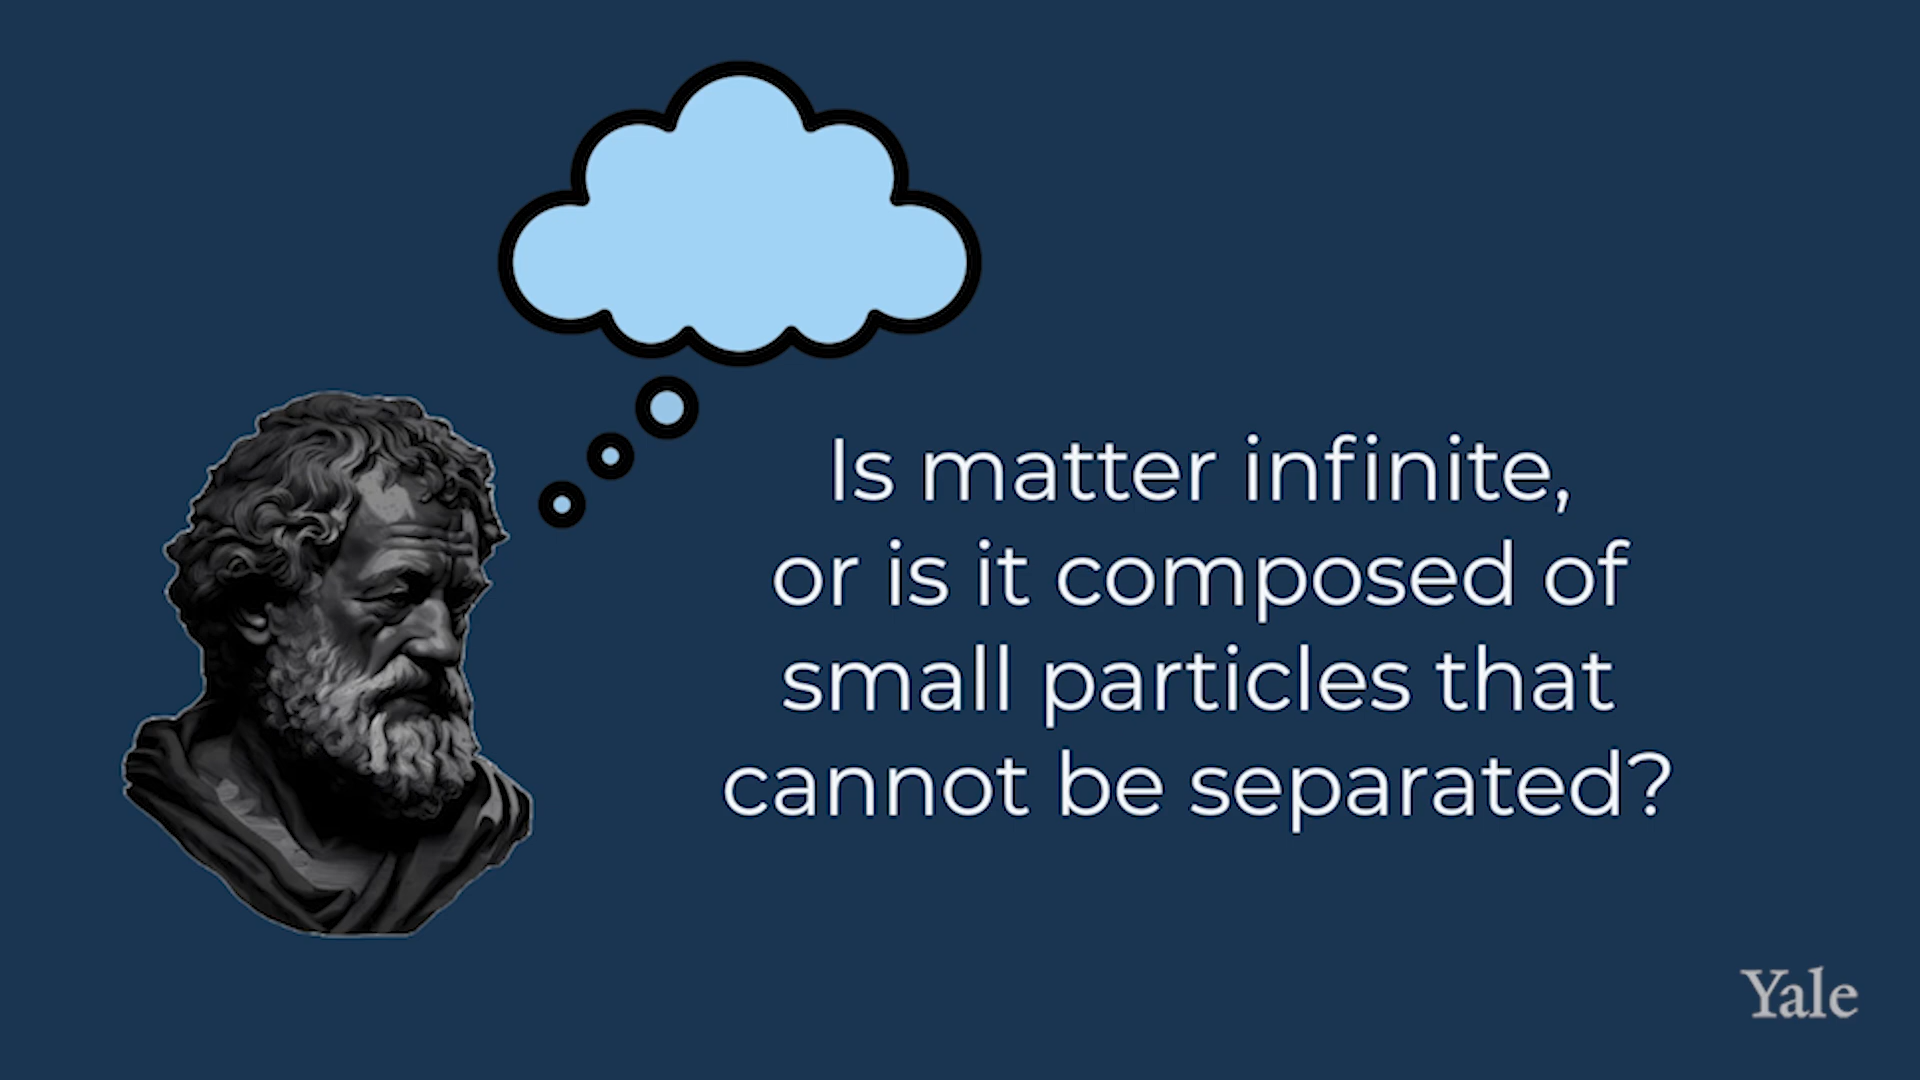 Is matter infinite,
or is it composed of
small particles that
cannot be separated?
Yale